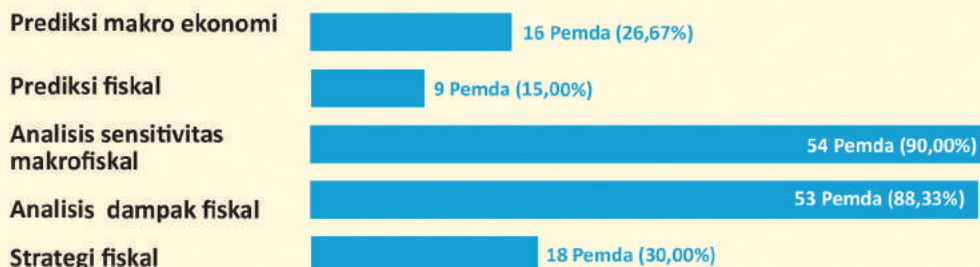 Prediksi makro ekonomi
16 Pemda (26,67%)
Prediksi fiskal
9 Pemda (15,00%)
Analisis sensitivitas
makrofiskal
54 Pemda (90,00%)
Analisis dampak fiskal
53 Pemda (88,33%)
Strategi fiskal
18 Pemda (30,00%)